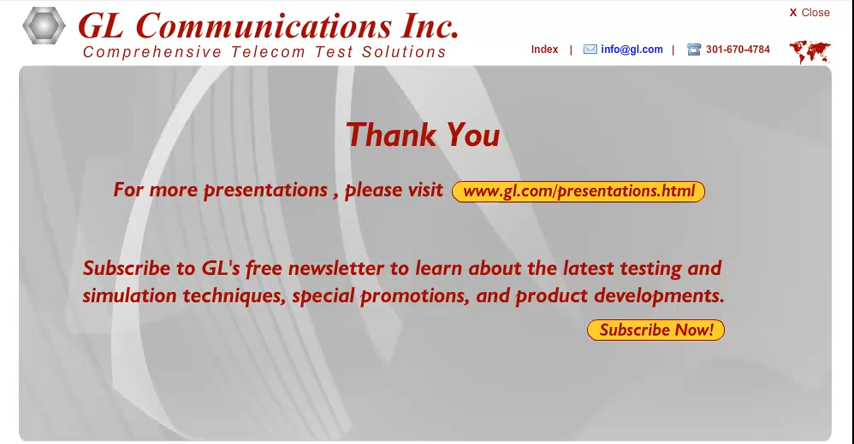 X Close
GL Communications Inc.
Comprehensive Telecom Test Solutions
Index | info@gl.com | 301-670-4784
Thank You
For more presentations , please visit www.gl.com/presentations.html
Subscribe to GL's free newsletter to learn about the latest testing and
simulation techniques, special promotions, and product developments.
Subscribe Now!